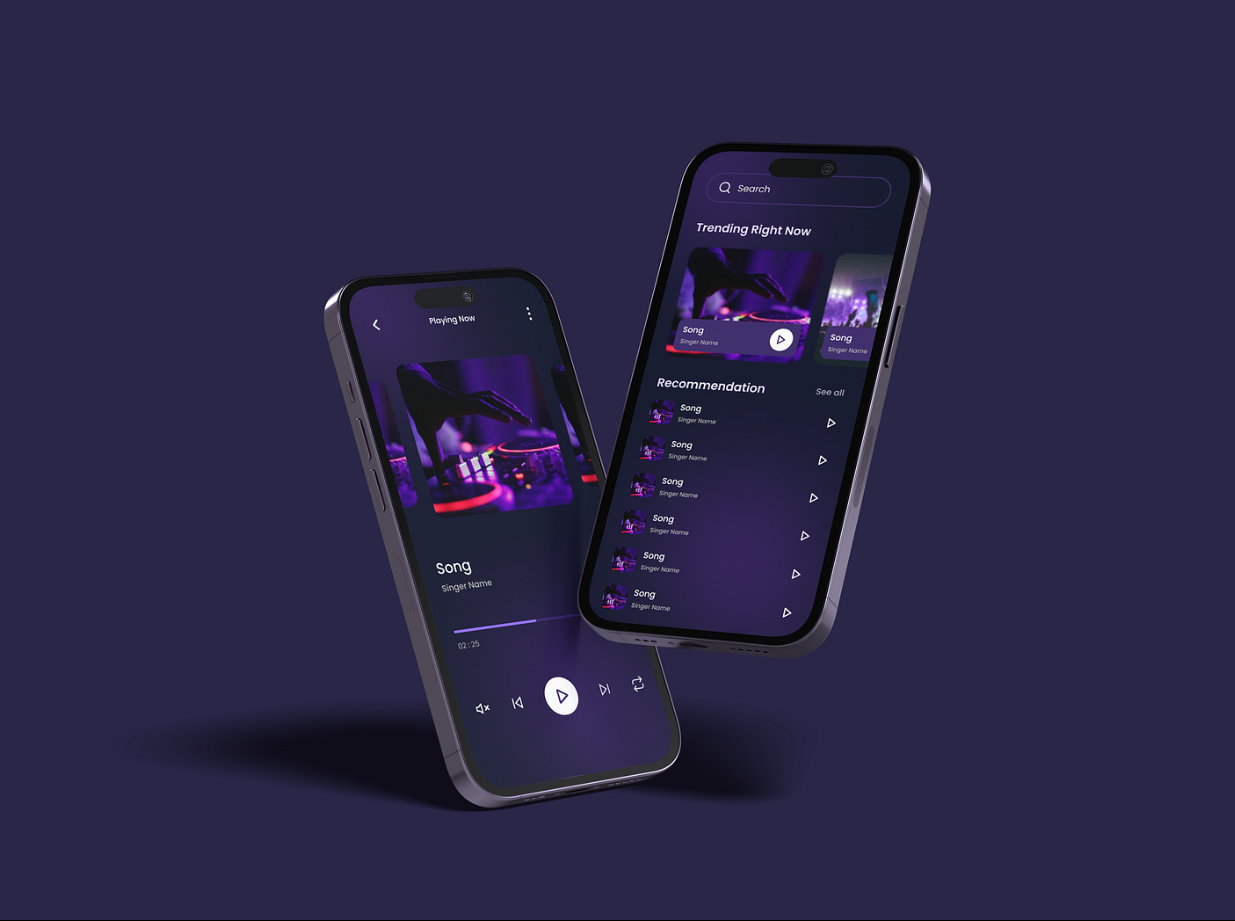 Playing Now
Song
Singer Name
02 : 25
Search
Trending Right Now
Song
Singer Name
Song
Singer Name
Recommendation
See all
Song
Singer Name
Song
Singer Name
Song
Singer Name
Song
Singer Name
Song
Singer Name
Song
Singer Name